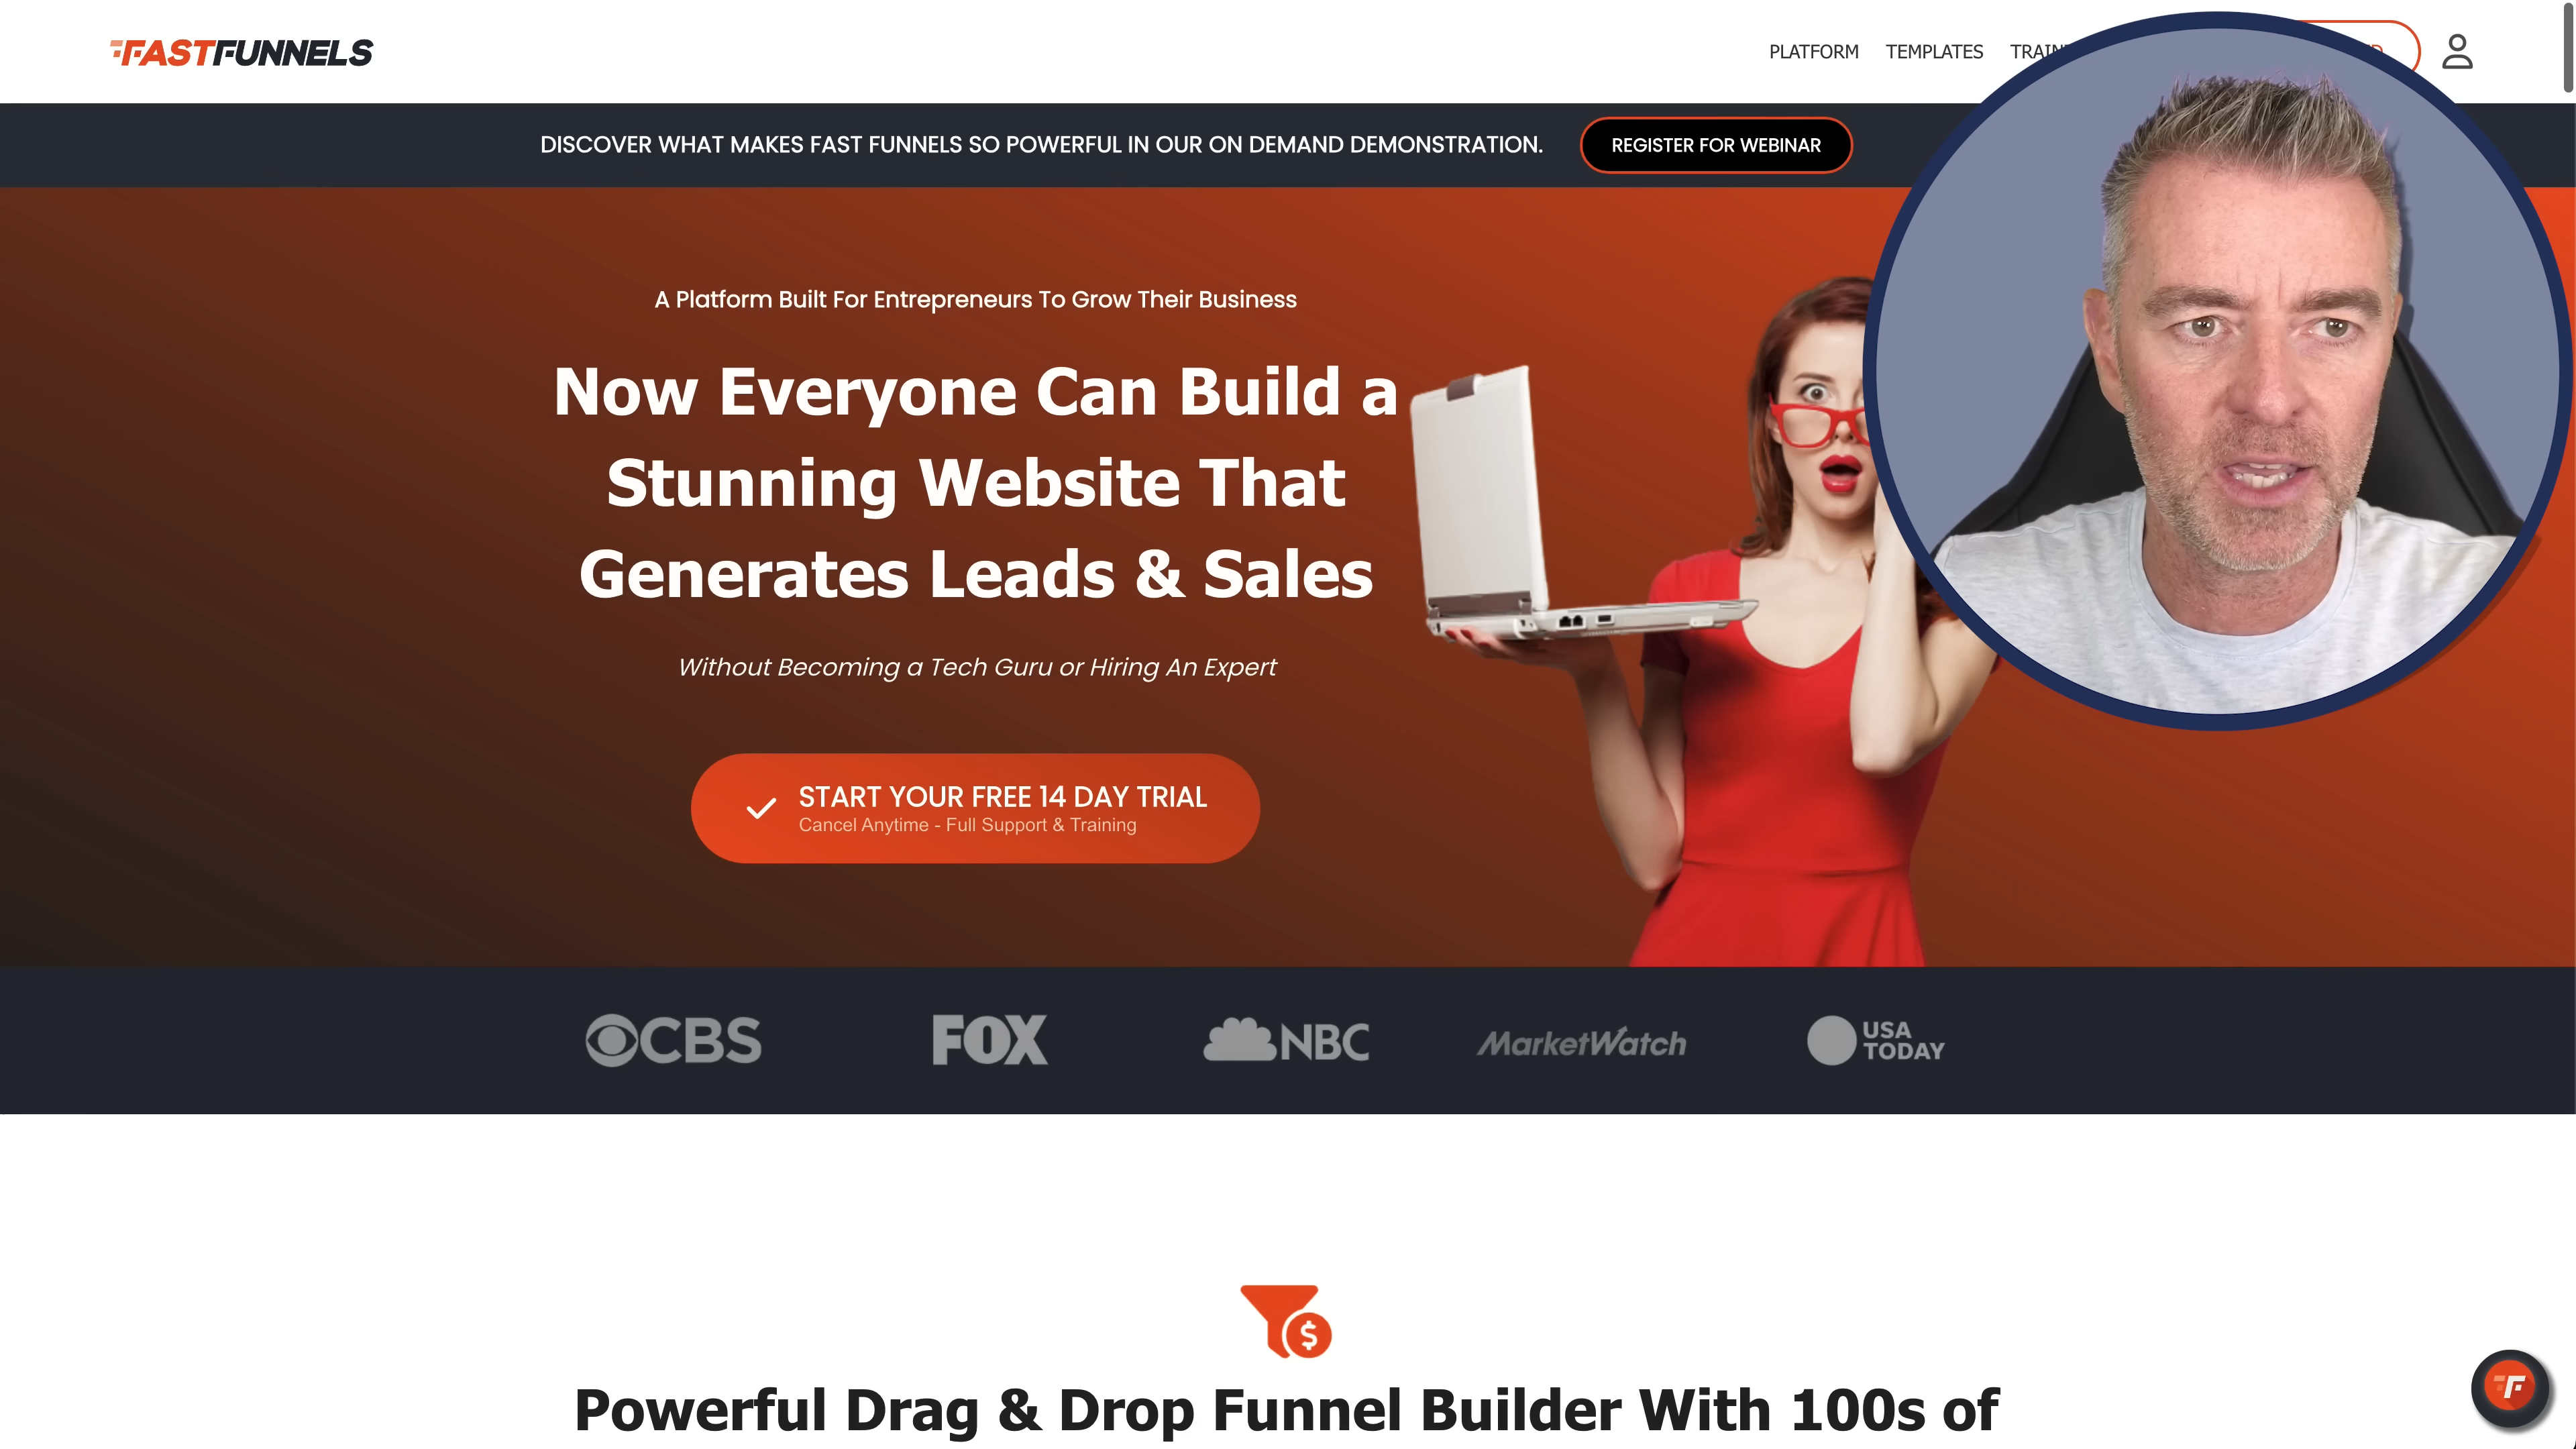 FASTFUNNELS
PLATFORM TEMPLATES
DISCOVER WHAT MAKES FAST FUNNELS SO POWERFUL IN OUR ON DEMAND DEMONSTRATION. REGISTER FOR WEBINAR
A Platform Built For Entrepreneurs To Grow Their Business
Now Everyone Can Build a
Stunning Website That
Generates Leads & Sales
Without Becoming a Tech Guru or Hiring An Expert
START YOUR FREE 14 DAY TRIAL
Cancel Anytime - Full Support & Training
CBS FOX NBC MarketWatch USA
TODAY
$
Powerful Drag & Drop Funnel Builder With 100s of